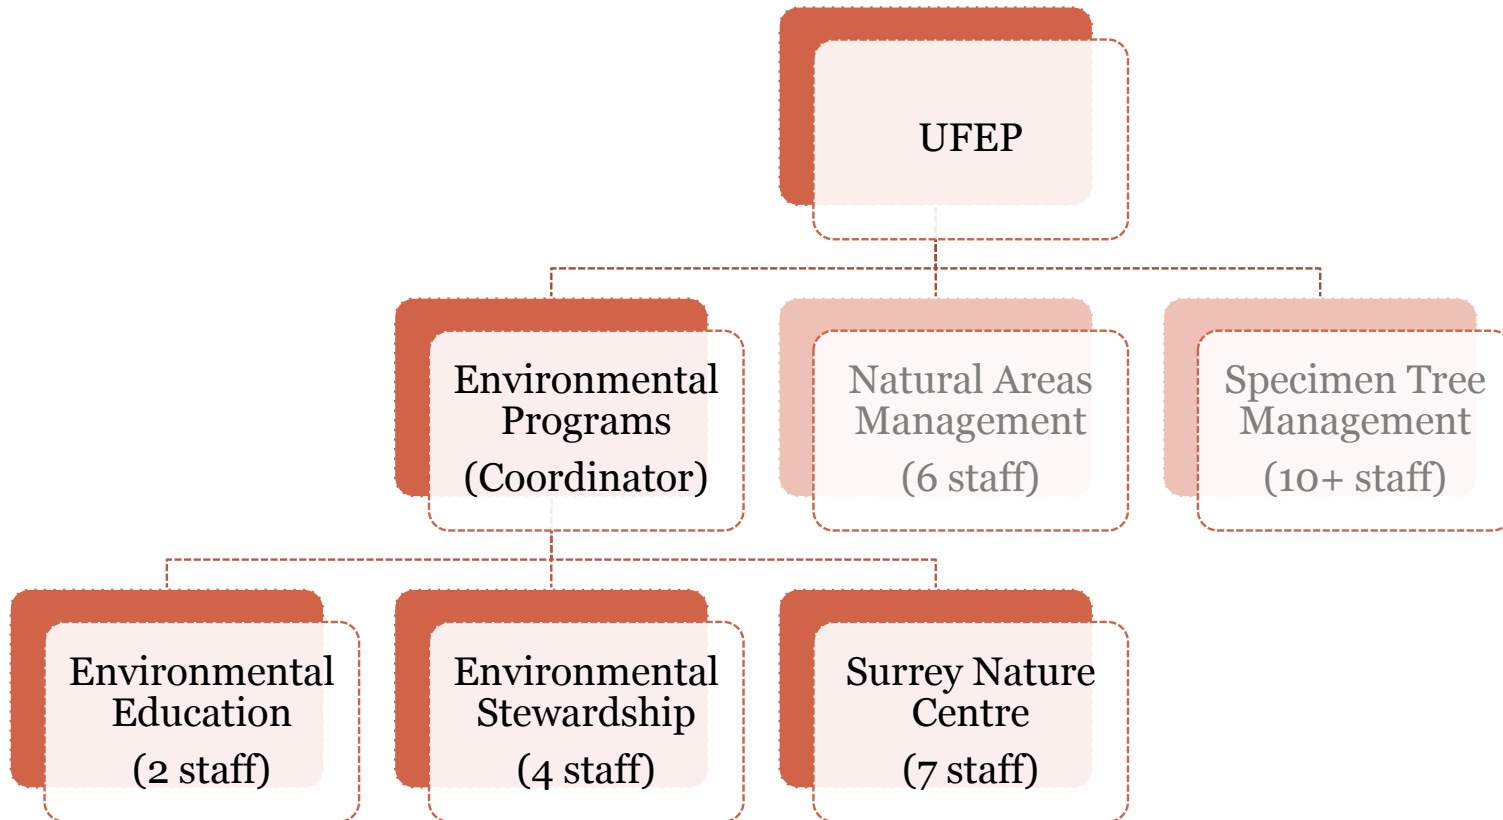 UFEP
Environmental
Programs
(Coordinator)
Natural Areas
Management
(6 staff)
Specimen Tree
Management
(10+ staff)
Environmental
Education
(2 staff)
Environmental
Stewardship
(4 staff)
Surrey Nature
Centre
(7 staff)